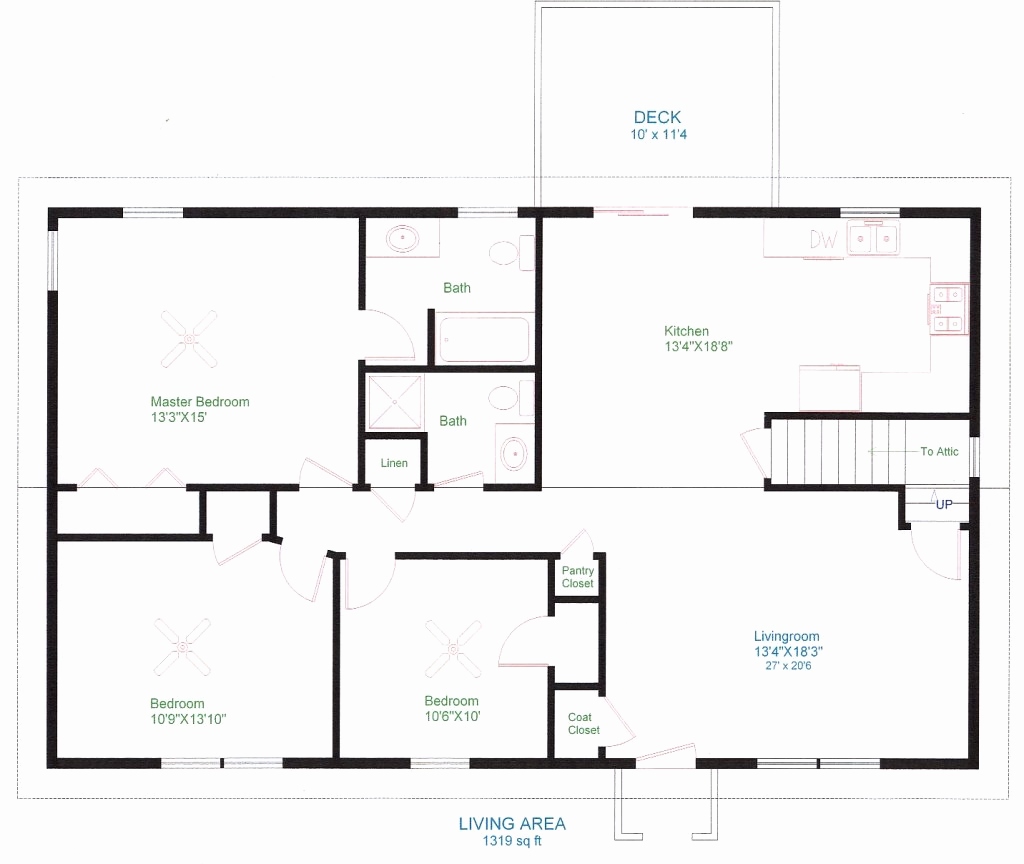 DECK
10' x 11'4
DW
Bath
Kitchen
13'4"X18'8"
Master Bedroom
13'3"X15'
Bath
Linen
To Attic
UP
Pantry
Closet
Livingroom
13'4"X18'3"
27' x 20'6
Bedroom
10'9"X13'10"
Bedroom
10'6"X10'
Coat
Closet
LIVING AREA
1319 sq ft